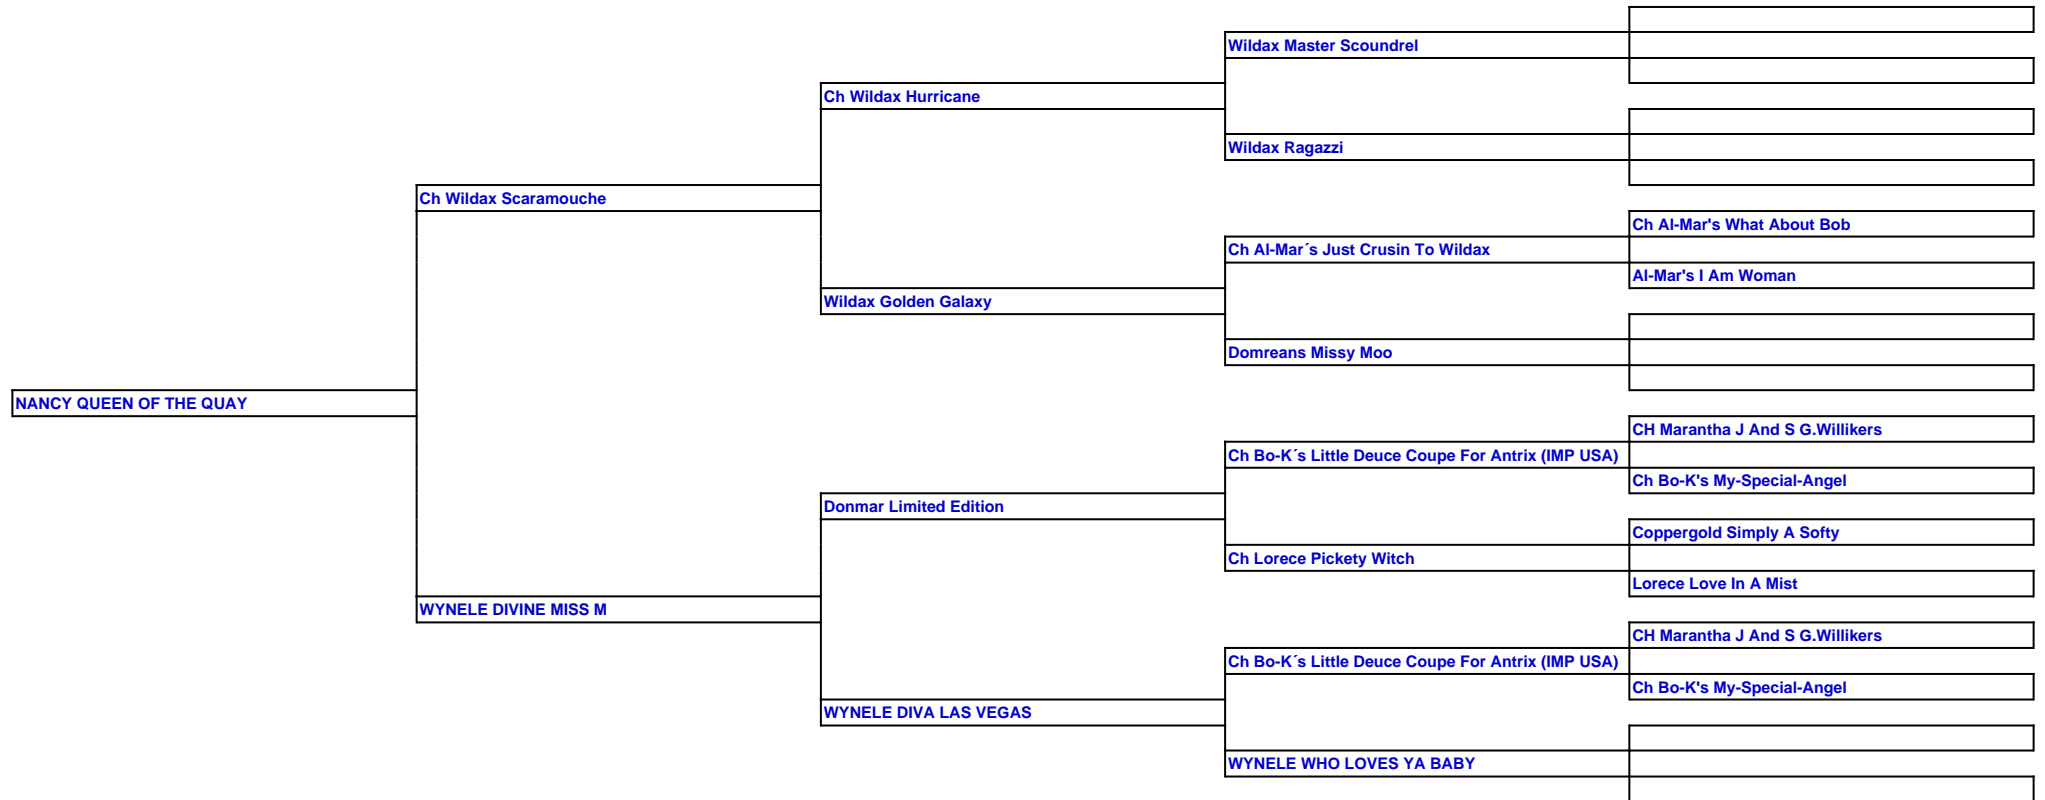 Wildax Master Scoundrel
Ch Wildax Hurricane
Wildax Ragazzi
Ch Wildax Scaramouche
Ch Al-Mar's What About Bob
Ch Al-Mar´s Just Crusin To Wildax
Al-Mar's I Am Woman
Wildax Golden Galaxy
Domreans Missy Moo
NANCY QUEEN OF THE QUAY
CH Marantha J And S G.Willikers
Ch Bo-K´s Little Deuce Coupe For Antrix (IMP USA)
Ch Bo-K's My-Special-Angel
Donmar Limited Edition
Coppergold Simply A Softy
Ch Lorece Pickety Witch
Lorece Love In A Mist
WYNELE DIVINE MISS M
CH Marantha J And S G.Willikers
Ch Bo-K´s Little Deuce Coupe For Antrix (IMP USA)
Ch Bo-K's My-Special-Angel
WYNELE DIVA LAS VEGAS
WYNELE WHO LOVES YA BABY